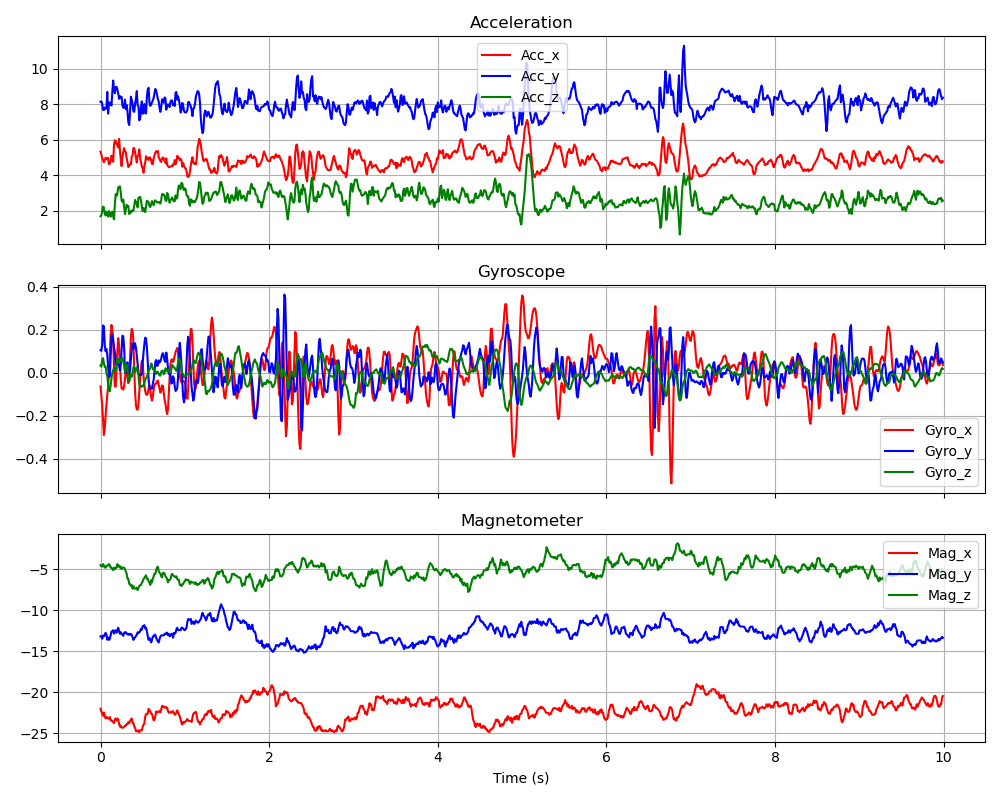 Acceleration
10
8
6
4
2
Acc_x
Acc_y
Acc_z
Gyroscope
0.4
0.2
0.0
−0.2
−0.4
Gyro_x
Gyro_y
Gyro_z
Magnetometer
−5
−10
−15
−20
−25
Mag_x
Mag_y
Mag_z
0 2 4 6 8 10
Time (s)